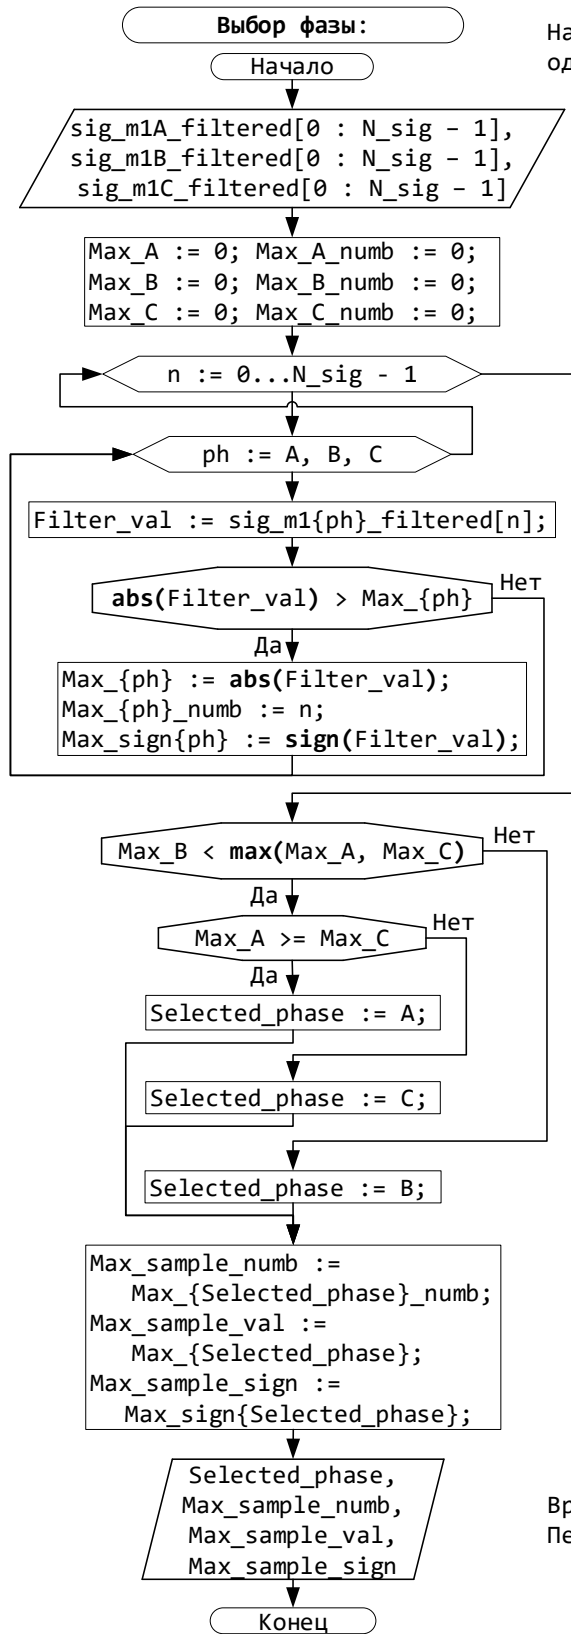 Выбор фазы:
На
од
Начало
sig_m1A_filtered[0 : N_sig – 1],
sig_m1B_filtered[0 : N_sig – 1],
sig_m1C_filtered[0 : N_sig – 1]
Max_A := 0; Max_A_numb := 0;
Max_B := 0; Max_B_numb := 0;
Max_C := 0; Max_C_numb := 0;
n := 0...N_sig - 1
ph := A, B, C
Filter_val := sig_m1{ph}_filtered[n];
abs(Filter_val) > Max_{ph}
Нет
Да
Max_{ph} := abs(Filter_val);
Max_{ph}_numb := n;
Max_sign{ph} := sign(Filter_val);
Max_B < max(Max_A, Max_C)
Нет
Да
Max_A >= Max_C
Нет
Да
Selected_phase := A;
Selected_phase := C;
Selected_phase := B;
Max_sample_numb :=
Max_{Selected_phase}_numb;
Max_sample_val :=
Max_{Selected_phase};
Max_sample_sign :=
Max_sign{Selected_phase};
Selected_phase,
Max_sample_numb,
Max_sample_val,
Max_sample_sign
Вр
Пе
Конец